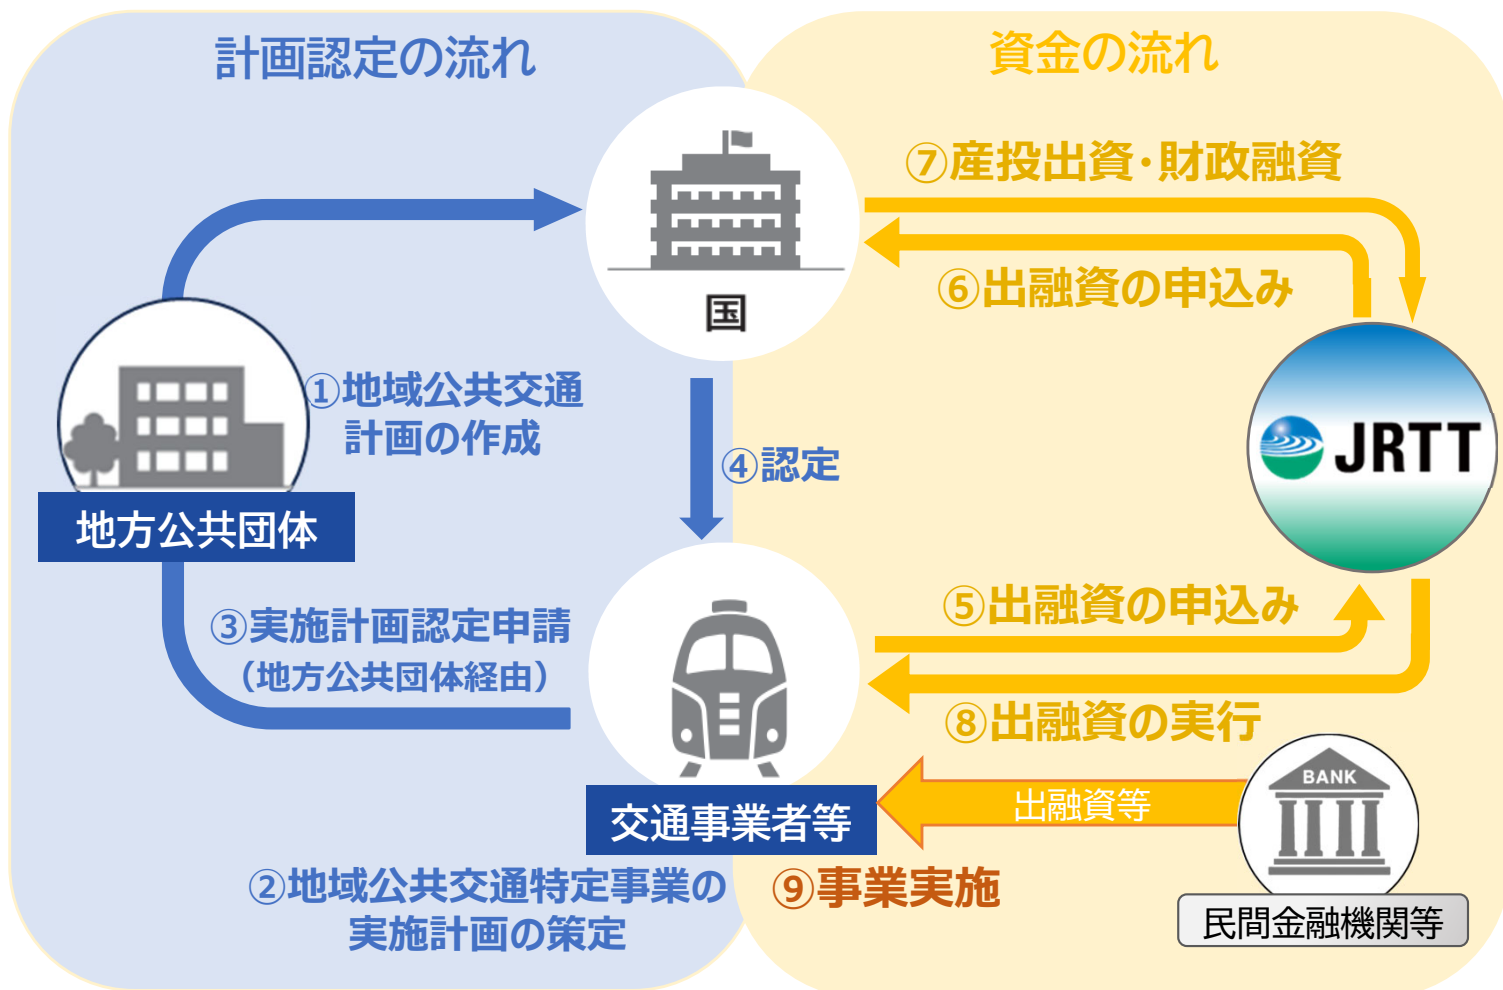 計画認定の流れ
資金の流れ
⑦産投出資・財政融資
⑥出融資の申込み
国
①地域公共交通
計画の作成
④認定
JRTT
地方公共団体
③実施計画認定申請
（地方公共団体経由）
⑤出融資の申込み
⑧出融資の実行
BANK
出融資等
交通事業者等
②地域公共交通特定事業の
実施計画の策定
⑨事業実施
民間金融機関等